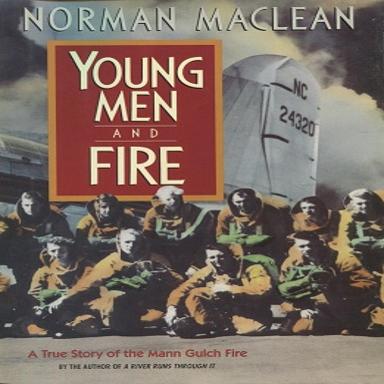 NORMAN MACLEAN
YOUNG
MEN
AND
FIRE
NC
24320
A True Story of the Mann Gulch Fire
BY THE AUTHOR OF A RIVER RUNS THROUGH IT